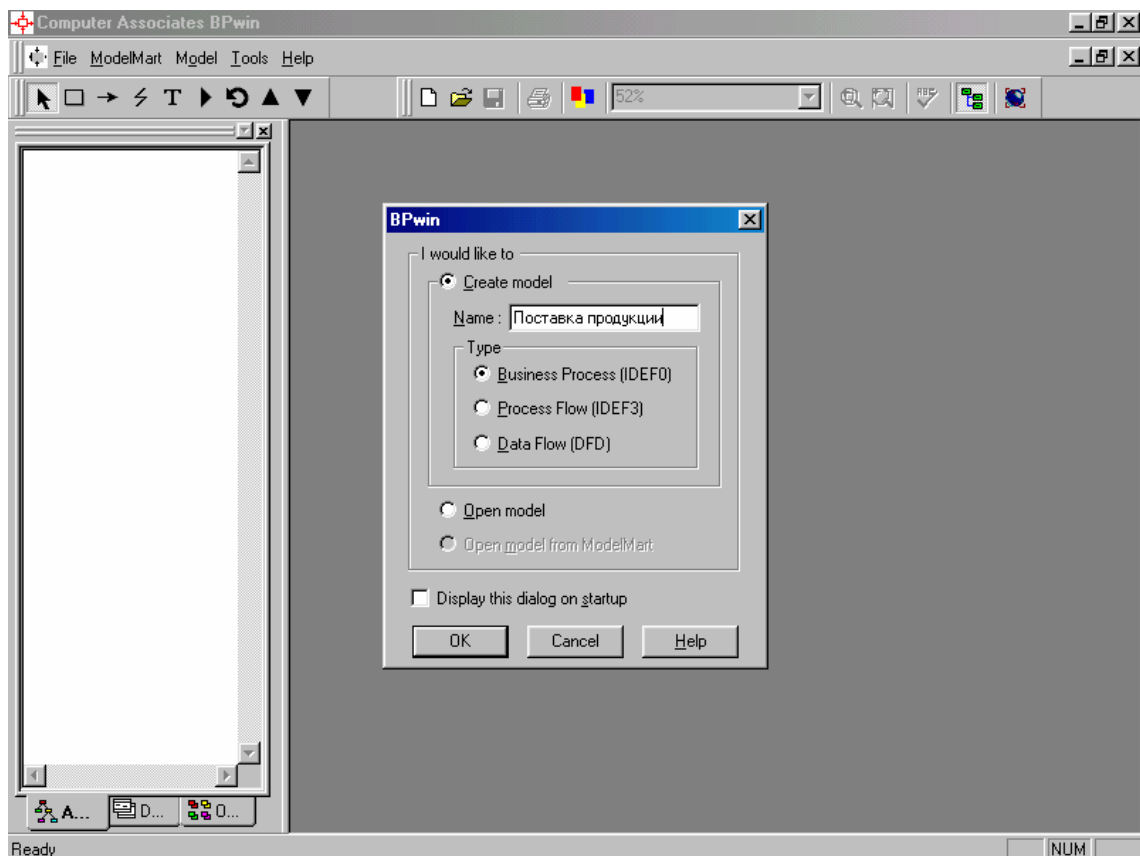 Computer Associates BPwin
File ModelMart Model Tools Help
T 52% ABC
BPwin
I would like to
Create model
Name : Поставка продукции
Type
Business Process (IDEF0)
Process Flow (IDEF3)
Data Flow (DFD)
Open model
Open model from ModelMart
Display this dialog on startup
OK Cancel Help
A... D... O...
Ready NUM